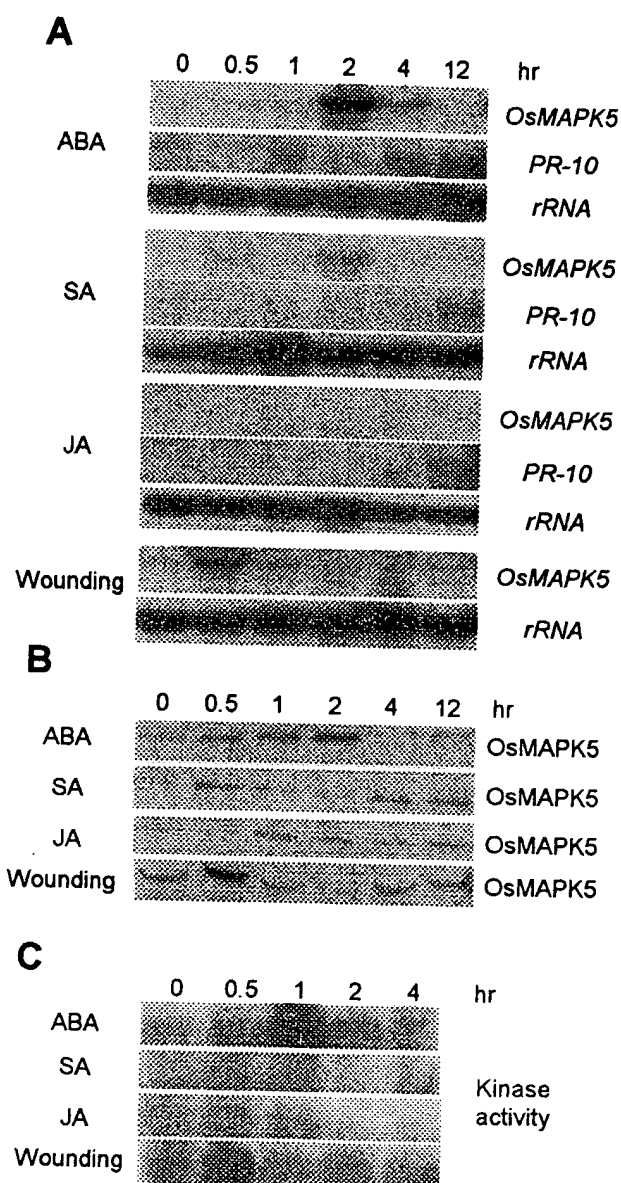 A
0 0.5 1 2 4 12 hr
OsMAPK5
ABA
PR-10
rRNA
OsMAPK5
SA
PR-10
rRNA
OsMAPK5
JA
PR-10
rRNA
Wounding OsMAPK5
rRNA
B
0 0.5 1 2 4 12 hr
ABA OsMAPK5
SA OsMAPK5
JA OsMAPK5
Wounding OsMAPK5
C
0 0.5 1 2 4 hr
ABA
SA
Kinase
activity
JA
Wounding